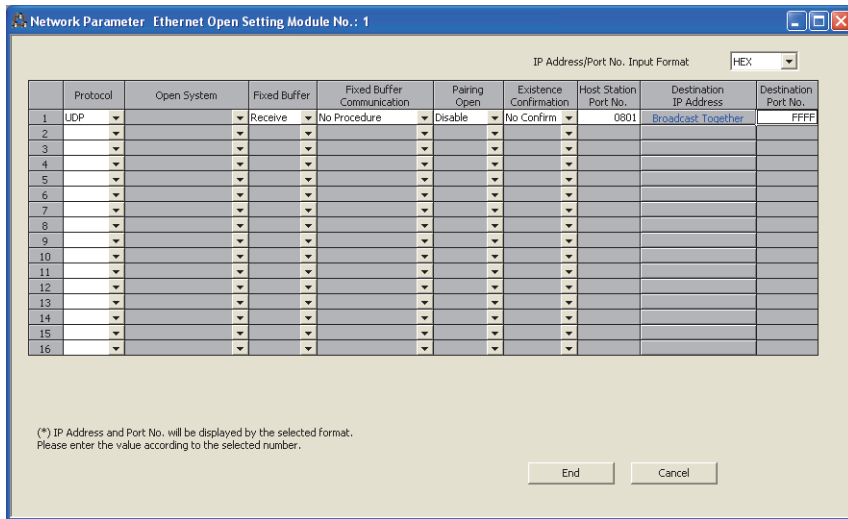 Network Parameter Ethernet Open Setting Module No.: 1
IP Address/Port No. Input Format HEX
Protocol Open System Fixed Buffer Fixed Buffer Communication Pairing Open Existence Confirmation Host Station Port No. Destination IP Address Destination Port No.
1 UDP Receive No Procedure Disable No Confirm 0801 Broadcast Together FFFF
2
3
4
5
6
7
8
9
10
11
12
13
14
15
16
(*) IP Address and Port No. will be displayed by the selected format.
Please enter the value according to the selected number.
End Cancel